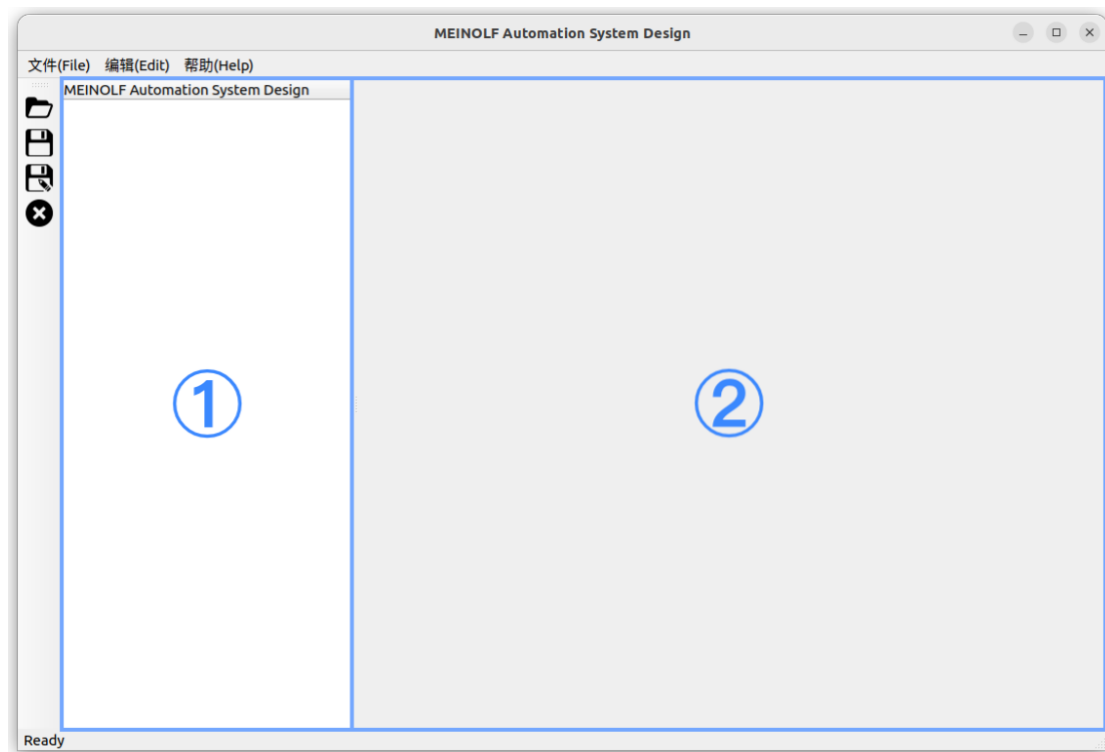 MEINOLF Automation System Design
文件(File) 编辑(Edit) 帮助(Help)
MEINOLF Automation System Design
①
②
Ready